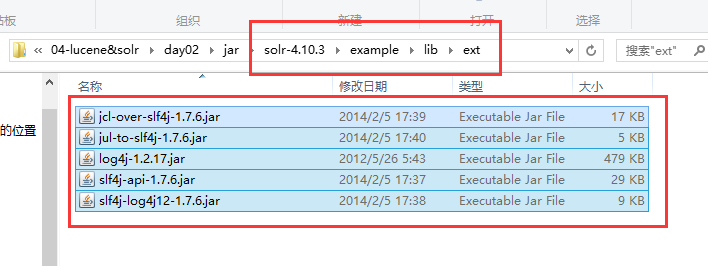 贴板 组织 新建 打开 选择
« 04-lucene&solr › day02 › jar › solr-4.10.3 › example › lib › ext 搜索"ext"
名称 修改日期 类型 大小
jcl-over-slf4j-1.7.6.jar 2014/2/5 17:39 Executable Jar File 17 KB
的位置 jul-to-slf4j-1.7.6.jar 2014/2/5 17:40 Executable Jar File 5 KB
log4j-1.2.17.jar 2012/5/26 5:43 Executable Jar File 479 KB
slf4j-api-1.7.6.jar 2014/2/5 17:37 Executable Jar File 29 KB
slf4j-log4j12-1.7.6.jar 2014/2/5 17:38 Executable Jar File 9 KB